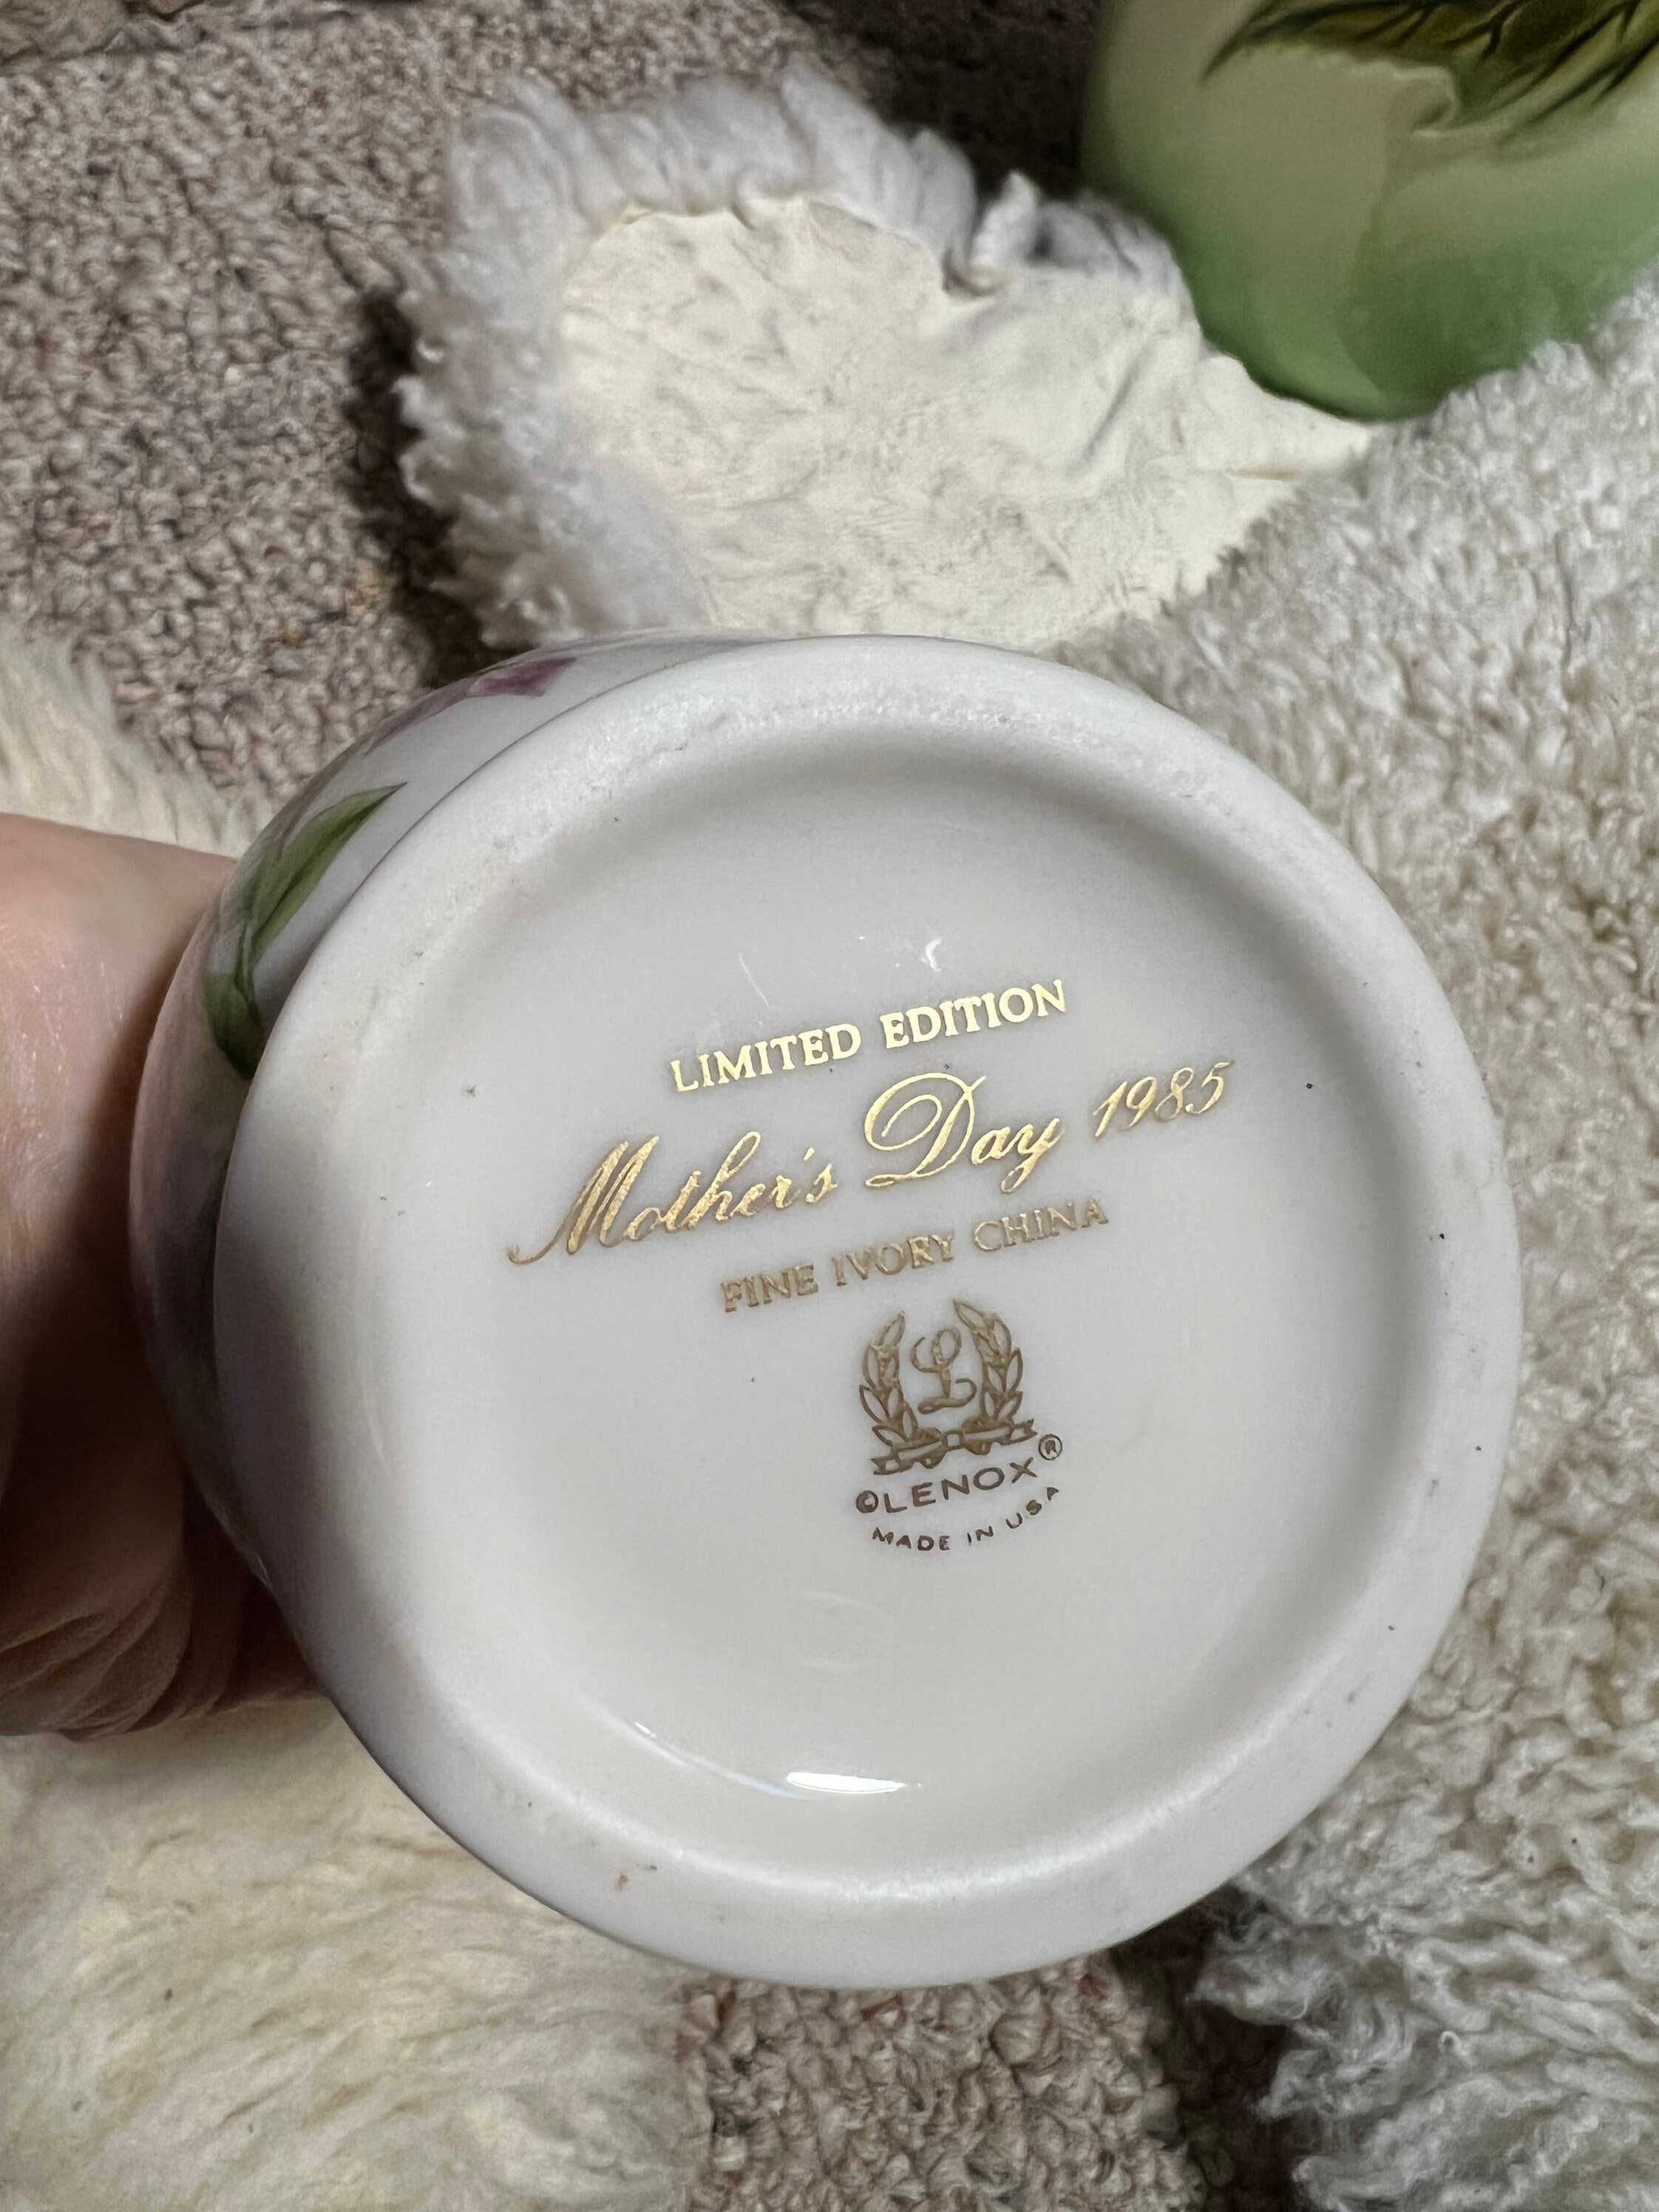 LIMITED EDITION
Mother's Day 1985
FINE IVORY CHINA
L
©LENOX®
MADE IN USA